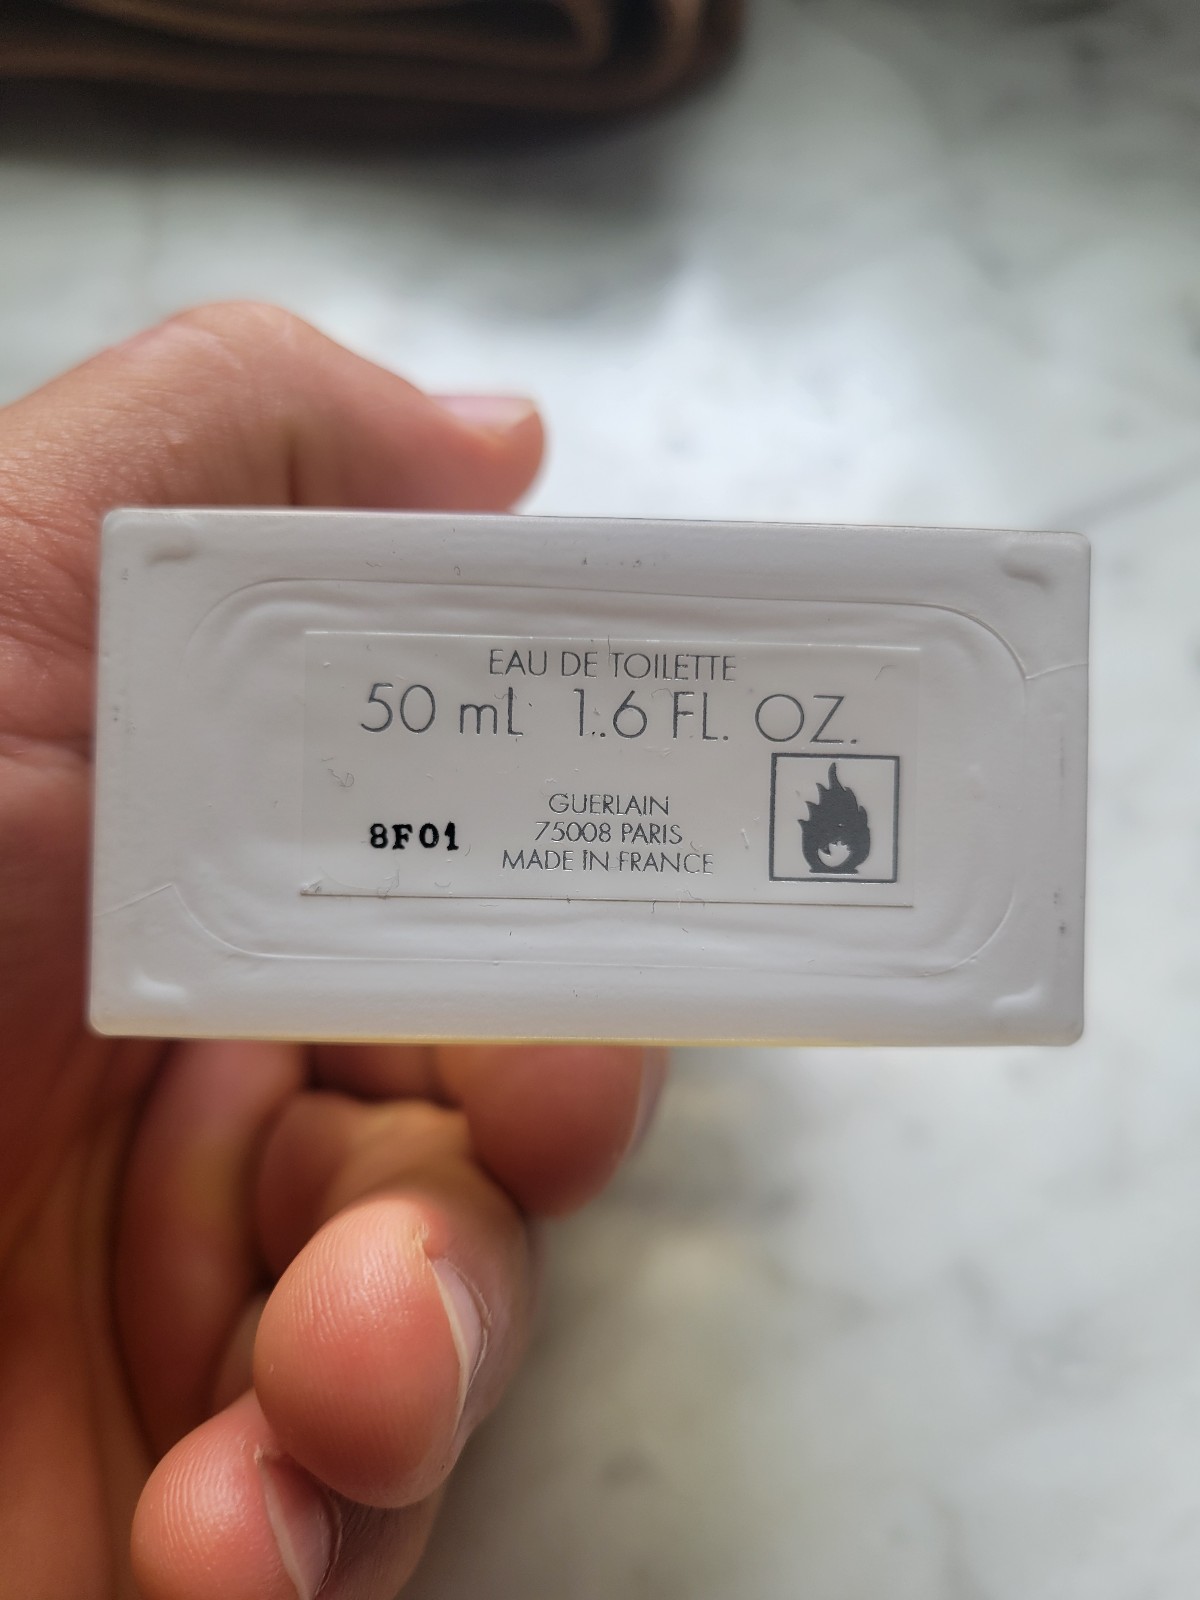 EAU DE TOILETTE
50 mL 1.6 FL. OZ.
GUERLAIN
75008 PARIS
MADE IN FRANCE
8F01